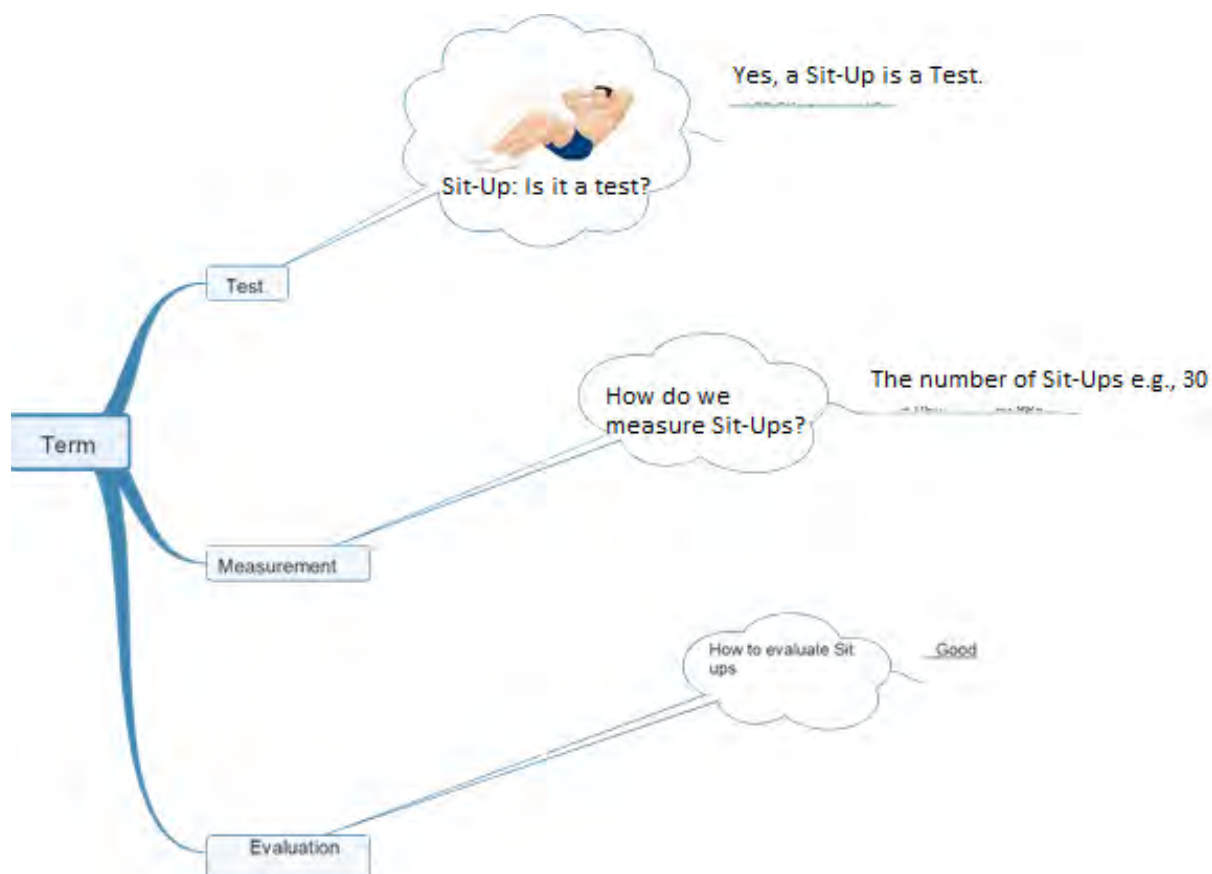 Yes, a Sit-Up is a Test.
Sit-Up: Is it a test?
Test
The number of Sit-Ups e.g., 30
How do we
measure Sit-Ups?
Term
Measurement
How to evaluate Sit
ups
Good
Evaluation